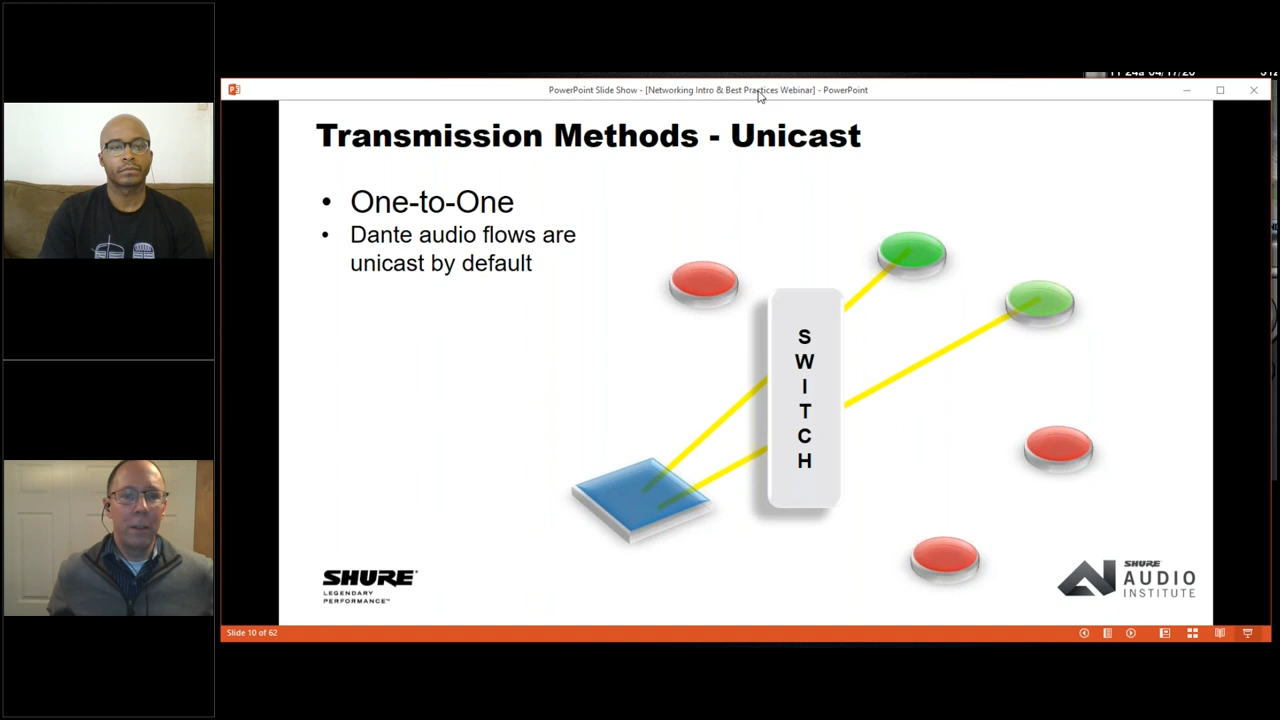 PowerPoint Slide Show - [Networking Intro & Best Practices Webinar] - PowerPoint
Transmission Methods - Unicast
• One-to-One
• Dante audio flows are
unicast by default
S
W
I
T
C
H
SHURE®
LEGENDARY
PERFORMANCE™
SHURE
AUDIO
INSTITUTE
Slide 10 of 62